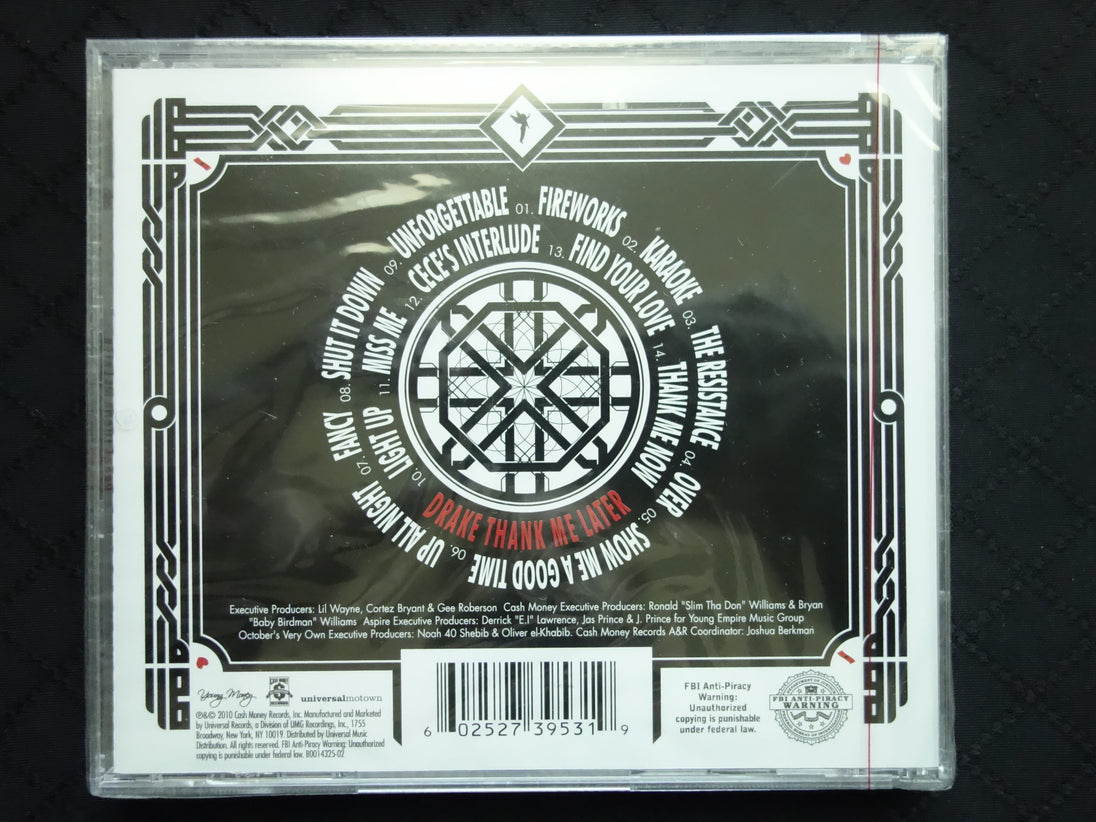 01. FIREWORKS
02. KARAOKE
03. THE RESISTANCE
04. OVER
05. SHOW ME A GOOD TIME
06. UP ALL NIGHT
07. FANCY
08. SHUT IT DOWN
09. UNFORGETTABLE
10. LIGHT UP
11. MISS ME
12. CECE'S INTERLUDE
13. FIND YOUR LOVE
14. THANK ME NOW
DRAKE THANK ME LATER
Executive Producers: Lil Wayne, Cortez Bryant & Gee Roberson Cash Money Executive Producers: Ronald "Slim Tha Don" Williams & Bryan
"Baby Birdman" Williams Aspire Executive Producers: Derrick "E.I" Lawrence, Jas Prince & J. Prince for Young Empire Music Group
October's Very Own Executive Producers: Noah 40 Shebib & Oliver el-Khabib. Cash Money Records A&R Coordinator: Joshua Berkman
Young Money
universalmotown
℗&© 2010 Cash Money Records, Inc. Manufactured and Marketed
by Universal Records, a Division of UMG Recordings, Inc., 1755
Broadway, New York, NY 10019. Distributed by Universal Music
Distribution. All rights reserved. FBI Anti-Piracy Warning: Unauthorized
copying is punishable under federal law. B0014325-02
6 02527 39531 9
FBI Anti-Piracy
Warning:
Unauthorized
copying is punishable
under federal law.
FBI ANTI-PIRACY
WARNING